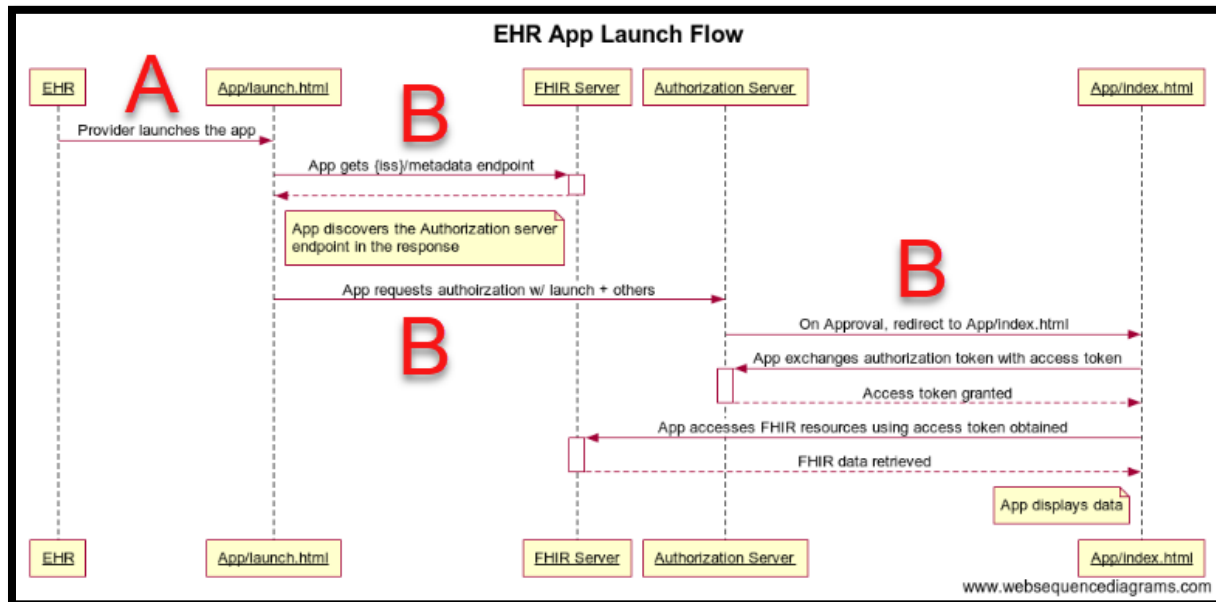 EHR App Launch Flow
A
EHR
App/launch.html
FHIR Server
Authorization Server
App/index.html
B
Provider launches the app
App gets {iss}/metadata endpoint
App discovers the Authorization server
endpoint in the response
B
App requests authoirzation w/ launch + others
B
On Approval, redirect to App/index.html
App exchanges authorization token with access token
Access token granted
App accesses FHIR resources using access token obtained
FHIR data retrieved
App displays data
EHR
App/launch.html
FHIR Server
Authorization Server
App/index.html
www.websequencediagrams.com